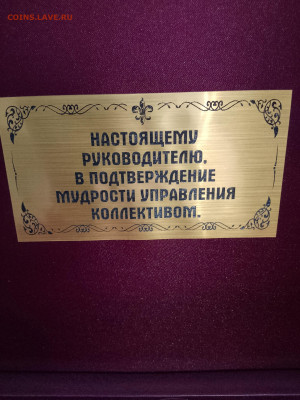 COINS.LAVE.RU
НАСТОЯЩЕМУ
РУКОВОДИТЕЛЮ,
В ПОДТВЕРЖДЕНИЕ
МУДРОСТИ УПРАВЛЕНИЯ
КОЛЛЕКТИВОМ.